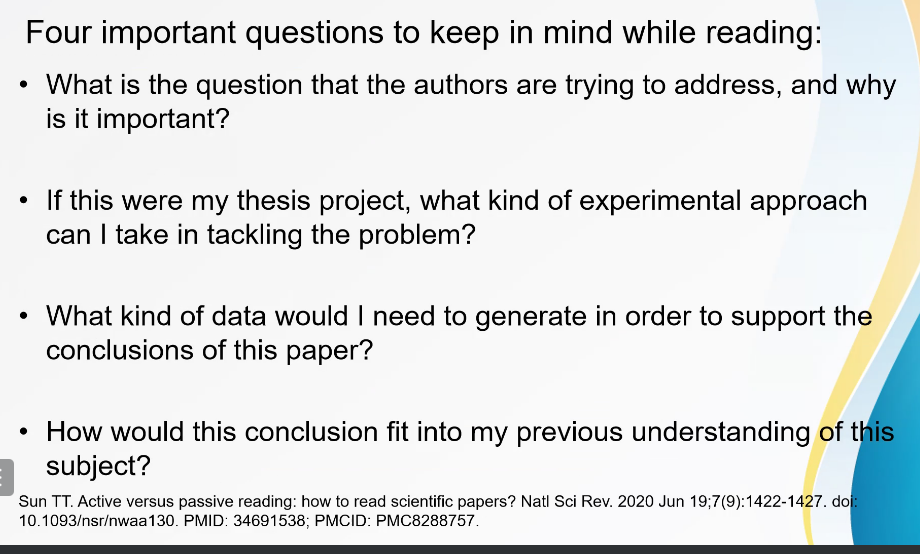 Four important questions to keep in mind while reading:
• What is the question that the authors are trying to address, and why
is it important?
• If this were my thesis project, what kind of experimental approach
can I take in tackling the problem?
• What kind of data would I need to generate in order to support the
conclusions of this paper?
• How would this conclusion fit into my previous understanding of this
subject?
Sun TT. Active versus passive reading: how to read scientific papers? Natl Sci Rev. 2020 Jun 19;7(9):1422-1427. doi:
10.1093/nsr/nwaa130. PMID: 34691538; PMCID: PMC8288757.